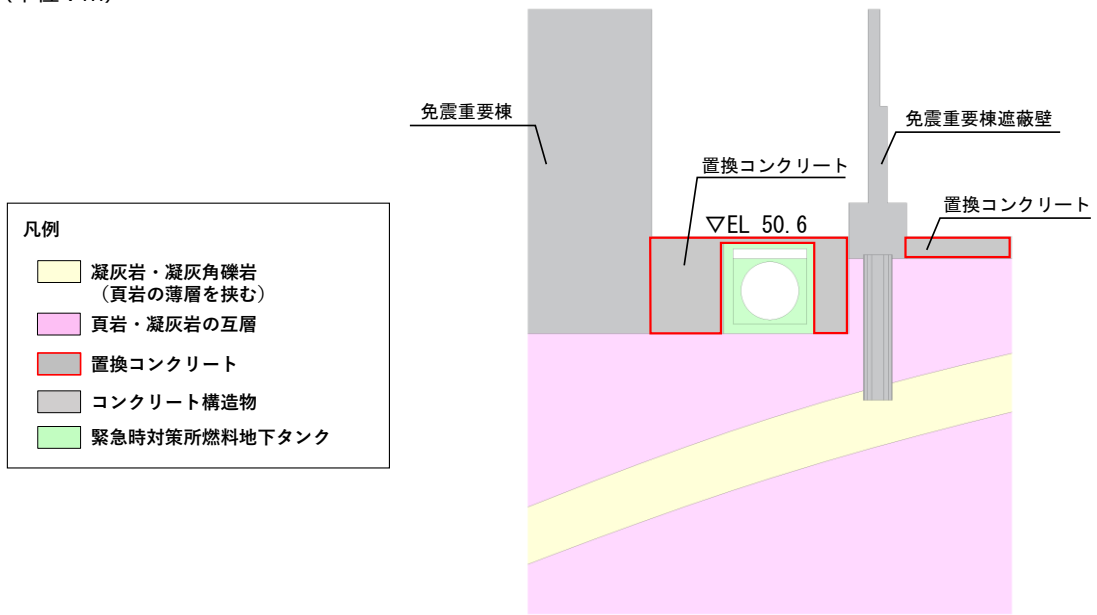 免震重要棟
免震重要棟遮蔽壁
置換コンクリート
置換コンクリート
▽EL 50.6
凡例
凝灰岩・凝灰角礫岩
（頁岩の薄層を挟む）
頁岩・凝灰岩の互層
置換コンクリート
コンクリート構造物
緊急時対策所燃料地下タンク